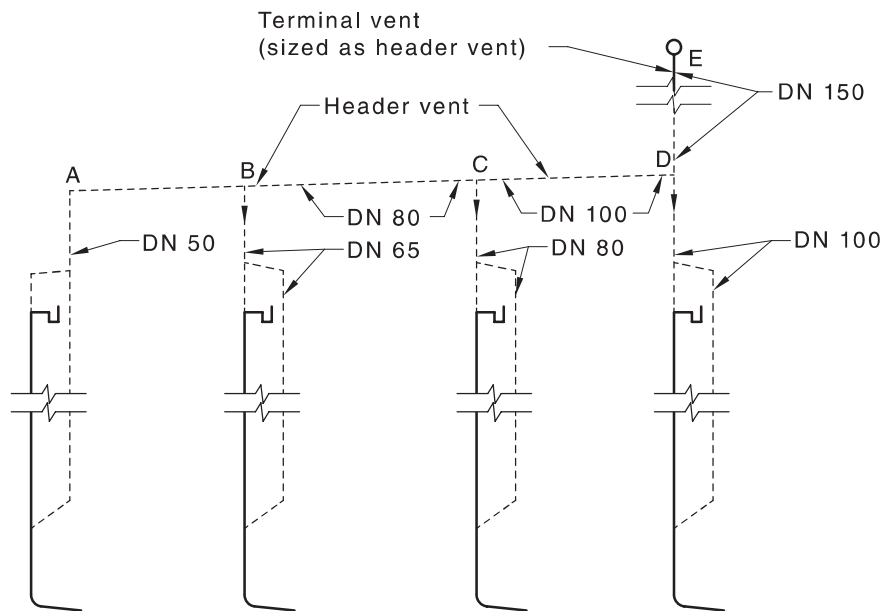 Terminal vent
(sized as header vent)
E
DN 150
Header vent
A
B
C
D
DN 80
DN 100
DN 50
DN 65
DN 80
DN 100